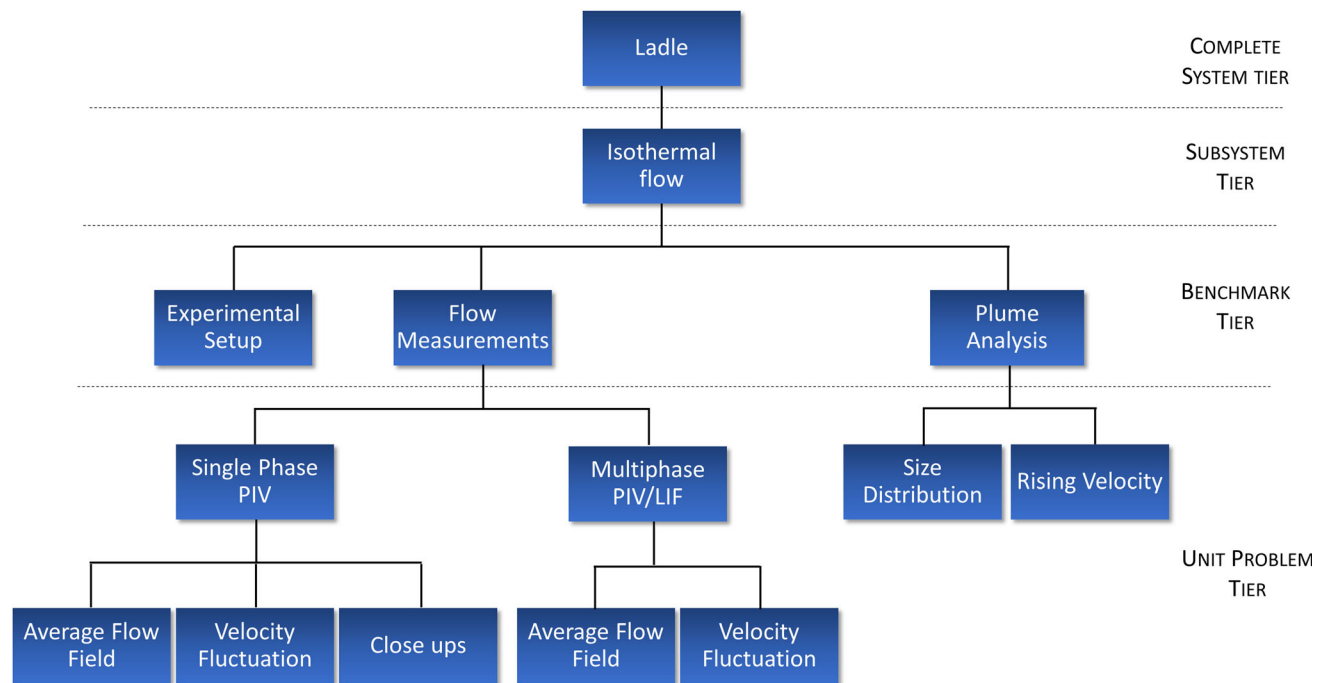 Ladle
COMPLETE
SYSTEM TIER
Isothermal
flow
SUBSYSTEM
TIER
Experimental
Setup
Flow
Measurements
Plume
Analysis
BENCHMARK
TIER
Single Phase
PIV
Multiphase
PIV/LIF
Size
Distribution
Rising Velocity
UNIT PROBLEM
TIER
Average Flow
Field
Velocity
Fluctuation
Close ups
Average Flow
Field
Velocity
Fluctuation